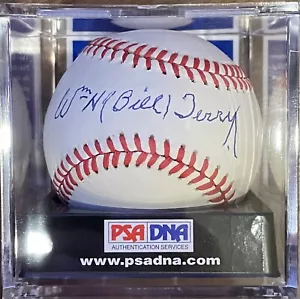 Wm H (Bill) Terry
PSA DNA
AUTHENTICATION SERVICES
www.psadna.com